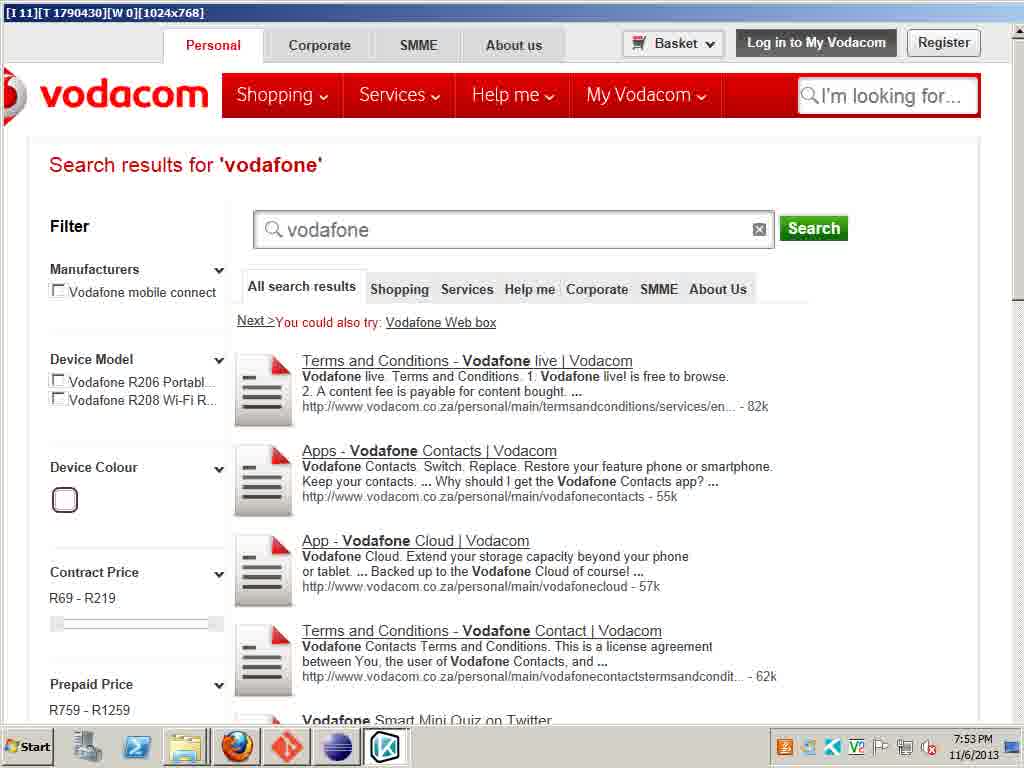 [I 11][T 1790430][W 0][1024x768]
Personal Corporate SMME About us Basket Log in to My Vodacom Register
vodacom Shopping Services Help me My Vodacom I'm looking for...
Search results for 'vodafone'
Filter
vodafone Search
Manufacturers
Vodafone mobile connect
All search results Shopping Services Help me Corporate SMME About Us
Next >You could also try: Vodafone Web box
Device Model
Vodafone R206 Portabl...
Vodafone R208 Wi-Fi R...
Terms and Conditions - Vodafone live | Vodacom
Vodafone live. Terms and Conditions. 1. Vodafone live! is free to browse.
2. A content fee is payable for content bought. ...
http://www.vodacom.co.za/personal/main/termsandconditions/services/en... - 82k
Device Colour
Apps - Vodafone Contacts | Vodacom
Vodafone Contacts. Switch. Replace. Restore your feature phone or smartphone.
Keep your contacts. ... Why should I get the Vodafone Contacts app? ...
http://www.vodacom.co.za/personal/main/vodafonecontacts - 55k
App - Vodafone Cloud | Vodacom
Vodafone Cloud. Extend your storage capacity beyond your phone
or tablet. ... Backed up to the Vodafone Cloud of course! ...
http://www.vodacom.co.za/personal/main/vodafonecloud - 57k
Contract Price
R69 - R219
Terms and Conditions - Vodafone Contact | Vodacom
Vodafone Contacts Terms and Conditions. This is a license agreement
between You, the user of Vodafone Contacts, and ...
http://www.vodacom.co.za/personal/main/vodafonecontactstermsandcondit... - 62k
Prepaid Price
R759 - R1259
Vodafone Smart Mini Quiz on Twitter
Start
7:53 PM
11/6/2013